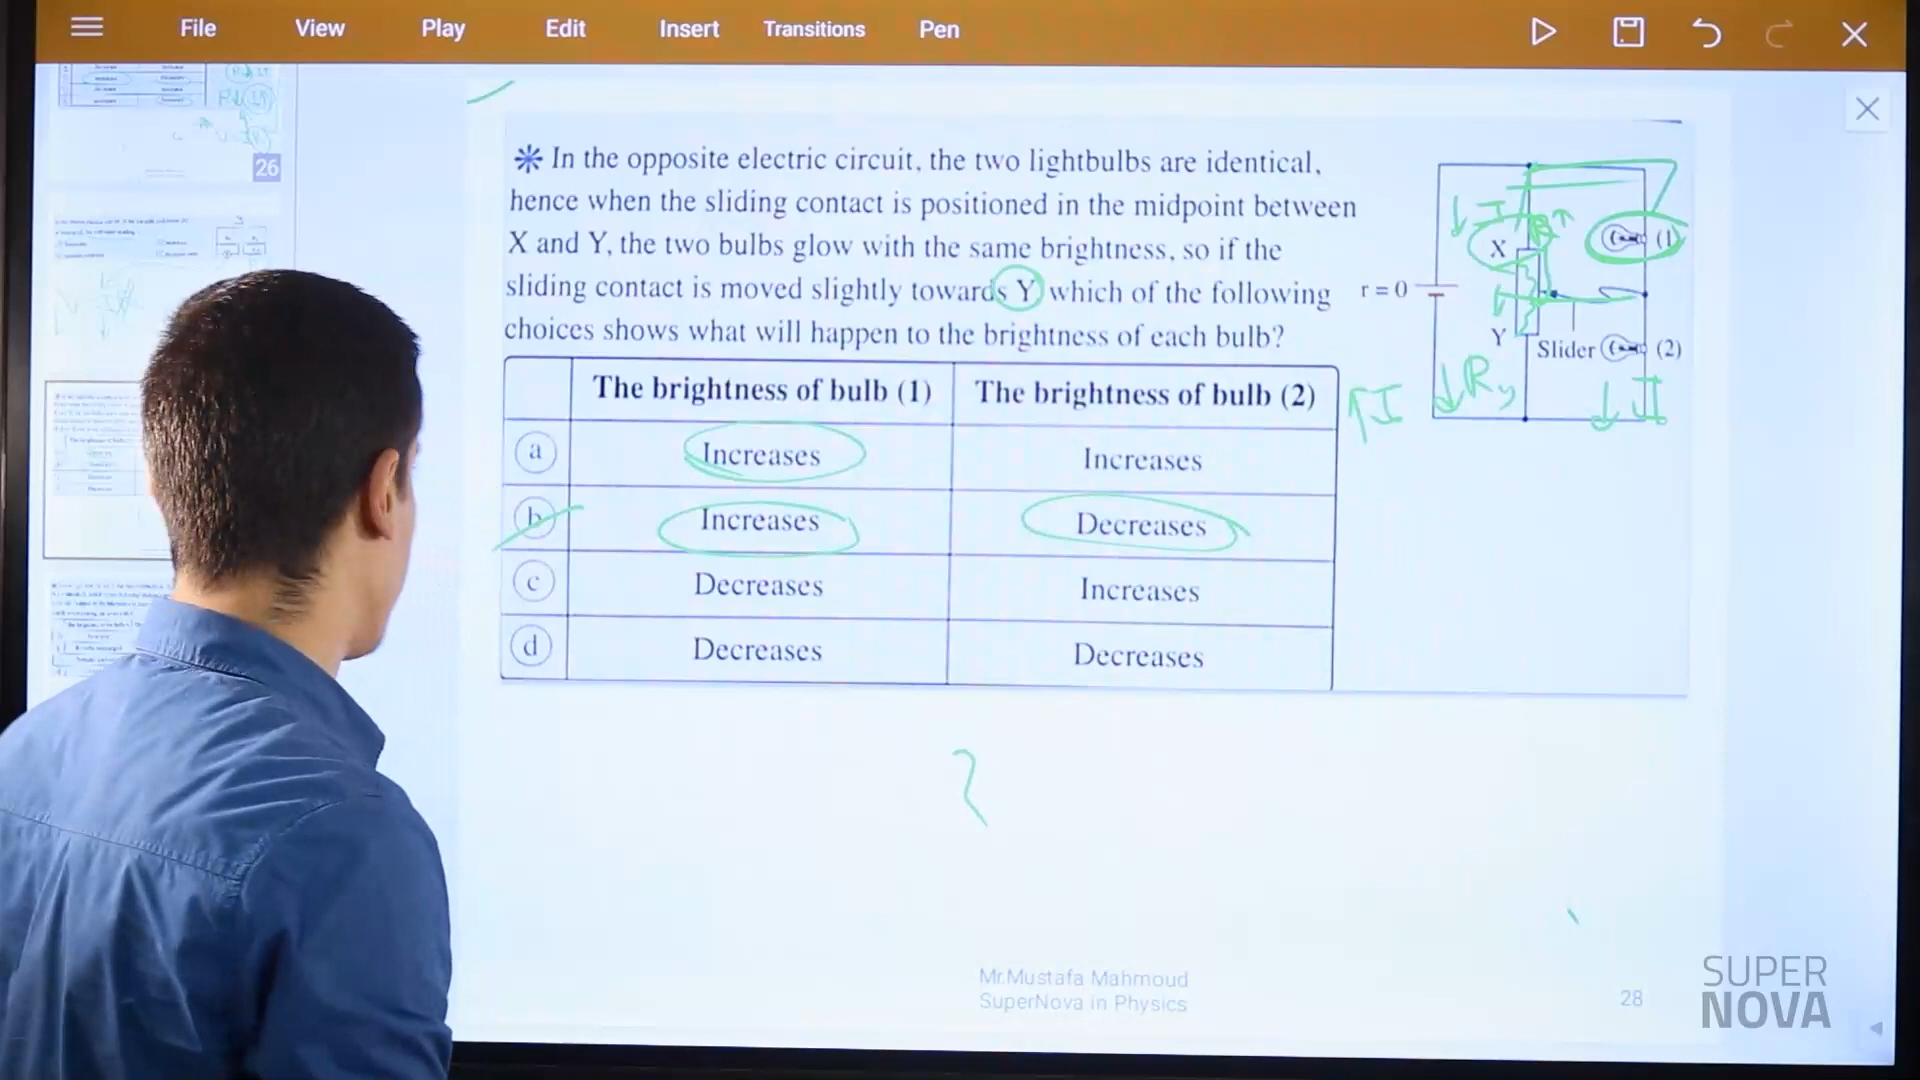 File View Play Edit Insert Transitions Pen
26
✳ In the opposite electric circuit, the two lightbulbs are identical,
hence when the sliding contact is positioned in the midpoint between
X and Y, the two bulbs glow with the same brightness, so if the
sliding contact is moved slightly towards Y which of the following
choices shows what will happen to the brightness of each bulb?
The brightness of bulb (1) The brightness of bulb (2)
a Increases Increases
b Increases Decreases
c Decreases Increases
d Decreases Decreases
↓ I
R ↑
X (1)
r = 0
Y Slider (2)
↑ I ↓ Ry ↓ I
2
Mr.Mustafa Mahmoud
SuperNova in Physics
28
SUPER
NOVA